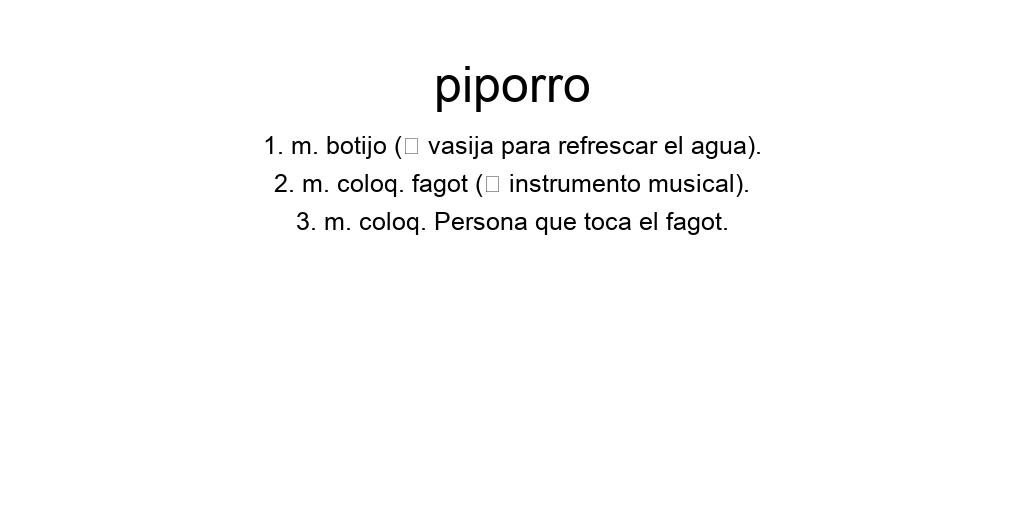 piporro
1. m. botijo (□ vasija para refrescar el agua).
2. m. coloq. fagot (□ instrumento musical).
3. m. coloq. Persona que toca el fagot.